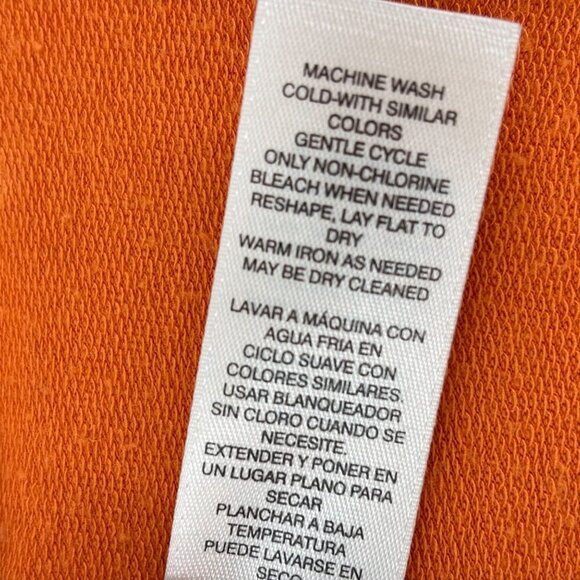 MACHINE WASH
COLD-WITH SIMILAR
COLORS
GENTLE CYCLE
ONLY NON-CHLORINE
BLEACH WHEN NEEDED
RESHAPE, LAY FLAT TO
DRY
WARM IRON AS NEEDED
MAY BE DRY CLEANED
LAVAR A MÁQUINA CON
AGUA FRIA EN
CICLO SUAVE CON
COLORES SIMILARES.
USAR BLANQUEADOR
SIN CLORO CUANDO SE
NECESITE.
EXTENDER Y PONER EN
UN LUGAR PLANO PARA
SECAR
PLANCHAR A BAJA
TEMPERATURA
PUEDE LAVARSE EN
SECO